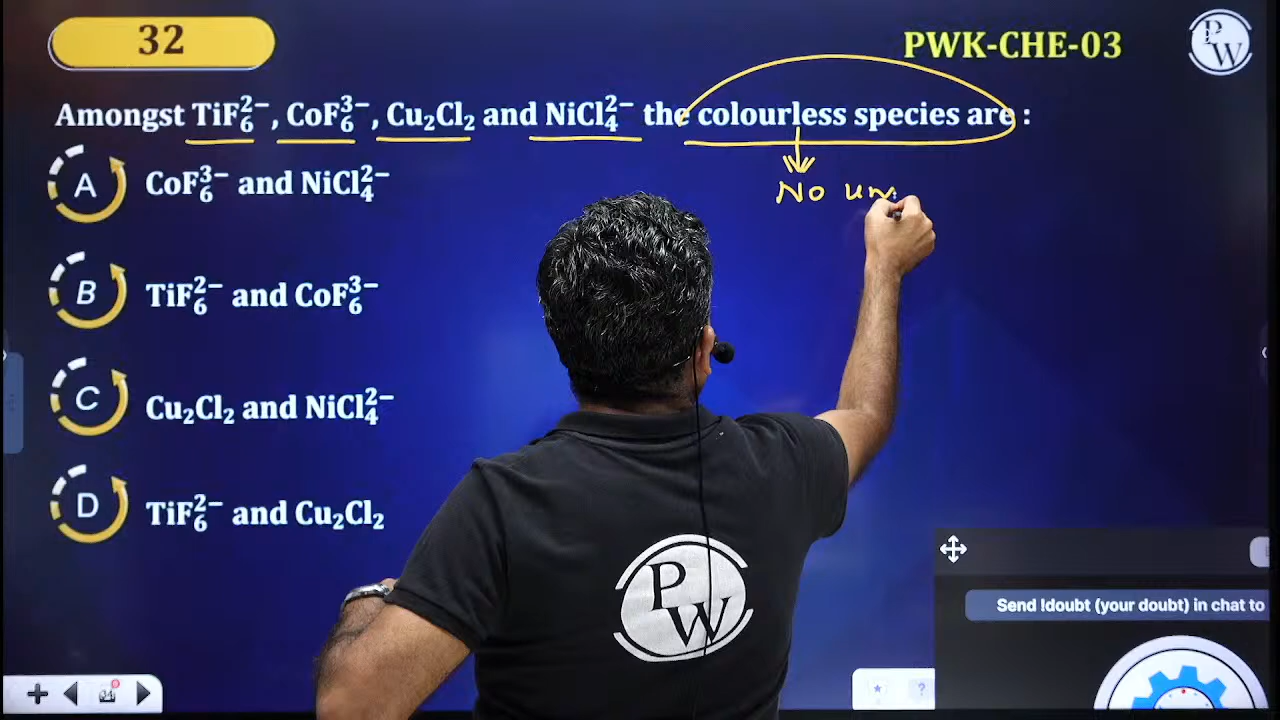 32
PWK-CHE-03
PW
Amongst TiF₆²⁻, CoF₆³⁻, Cu₂Cl₂ and NiCl₄²⁻ the colourless species are :
No un
A CoF₆³⁻ and NiCl₄²⁻
B TiF₆²⁻ and CoF₆³⁻
C Cu₂Cl₂ and NiCl₄²⁻
D TiF₆²⁻ and Cu₂Cl₂
PW
Send !doubt (your doubt) in chat to
?